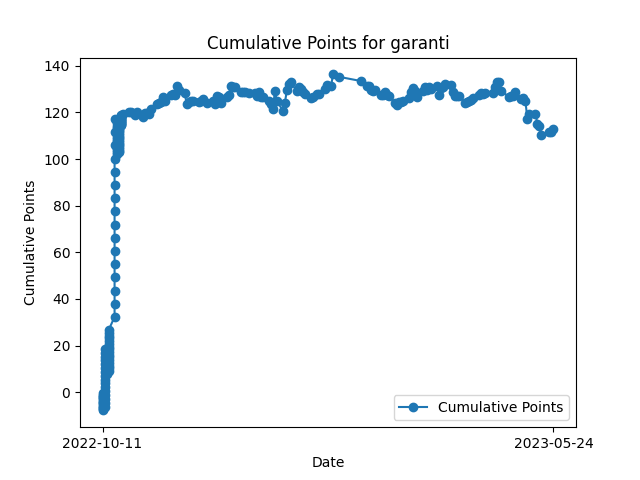 Cumulative Points for garanti
140
120
100
80
60
40
20
0
Cumulative Points
Cumulative Points
2022-10-11
2023-05-24
Date